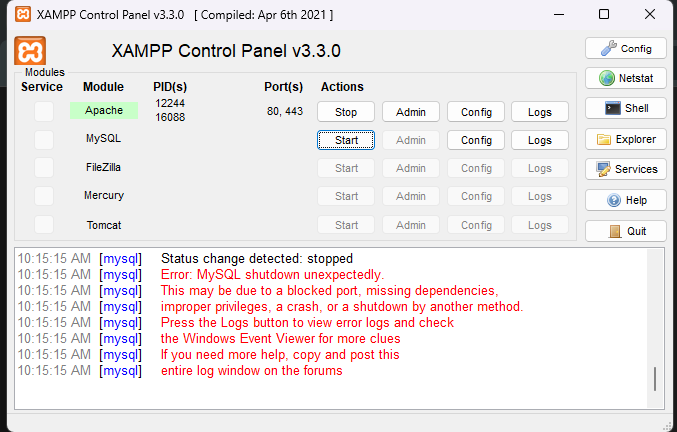 XAMPP Control Panel v3.3.0 [ Compiled: Apr 6th 2021 ]
XAMPP Control Panel v3.3.0
Config
Modules
Service Module PID(s) Port(s) Actions
Netstat
Apache 12244
16088 80, 443 Stop Admin Config Logs
Shell
MySQL Start Admin Config Logs
Explorer
FileZilla Start Admin Config Logs
Services
Mercury Start Admin Config Logs
Help
Tomcat Start Admin Config Logs
Quit
10:15:15 AM [mysql] Status change detected: stopped
10:15:15 AM [mysql] Error: MySQL shutdown unexpectedly.
10:15:15 AM [mysql] This may be due to a blocked port, missing dependencies,
10:15:15 AM [mysql] improper privileges, a crash, or a shutdown by another method.
10:15:15 AM [mysql] Press the Logs button to view error logs and check
10:15:15 AM [mysql] the Windows Event Viewer for more clues
10:15:15 AM [mysql] If you need more help, copy and post this
10:15:15 AM [mysql] entire log window on the forums